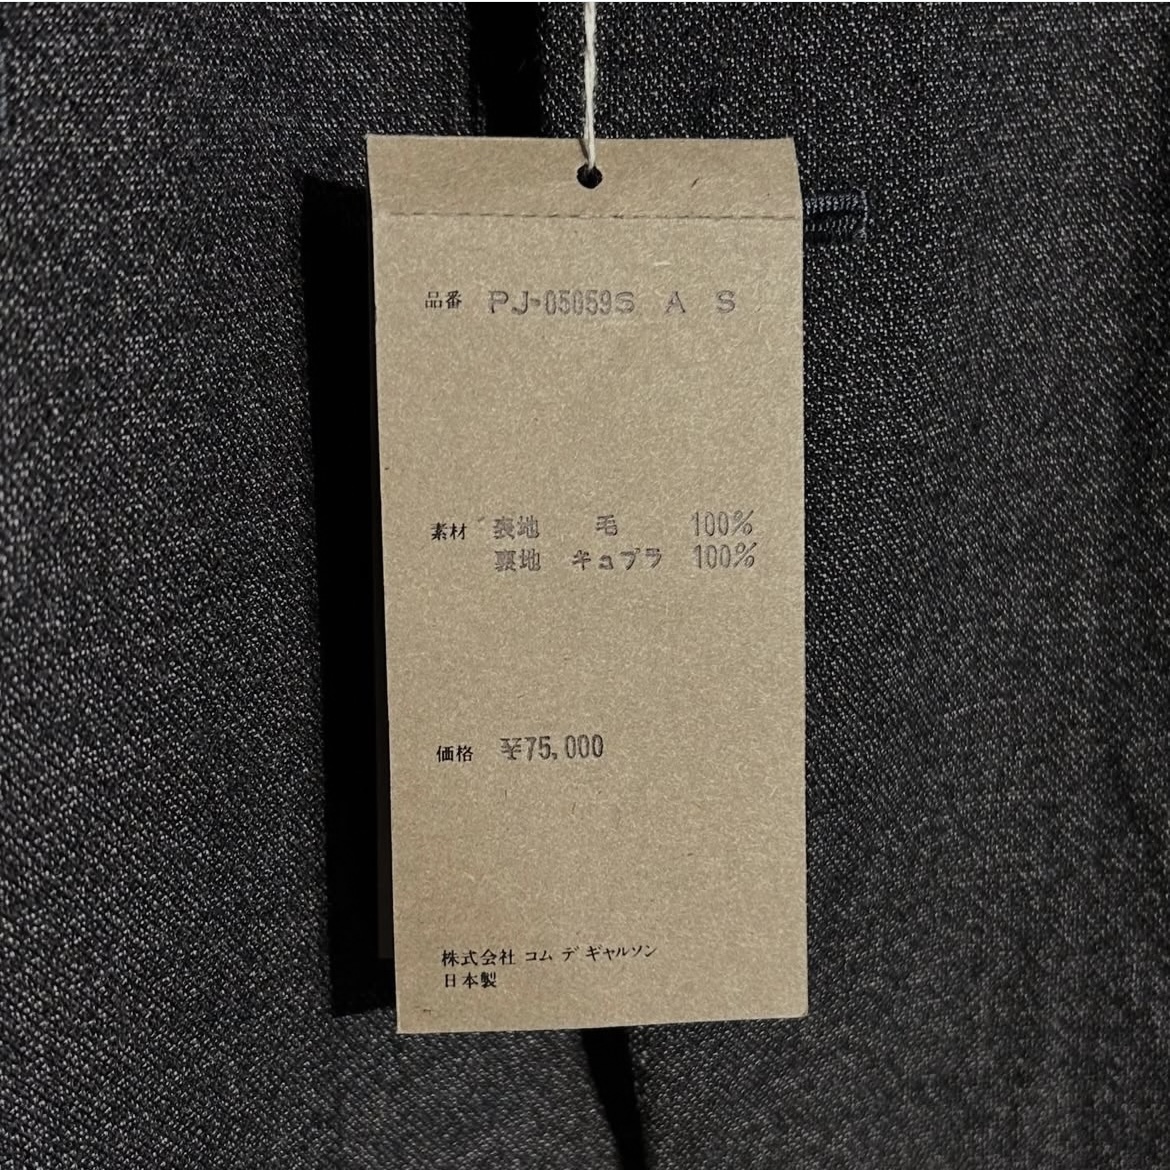 品番 PJ-05059S A S
素材 表地 毛 100%
裏地 キュプラ 100%
価格 ¥75,000
株式会社 コム デ ギャルソン
日本製